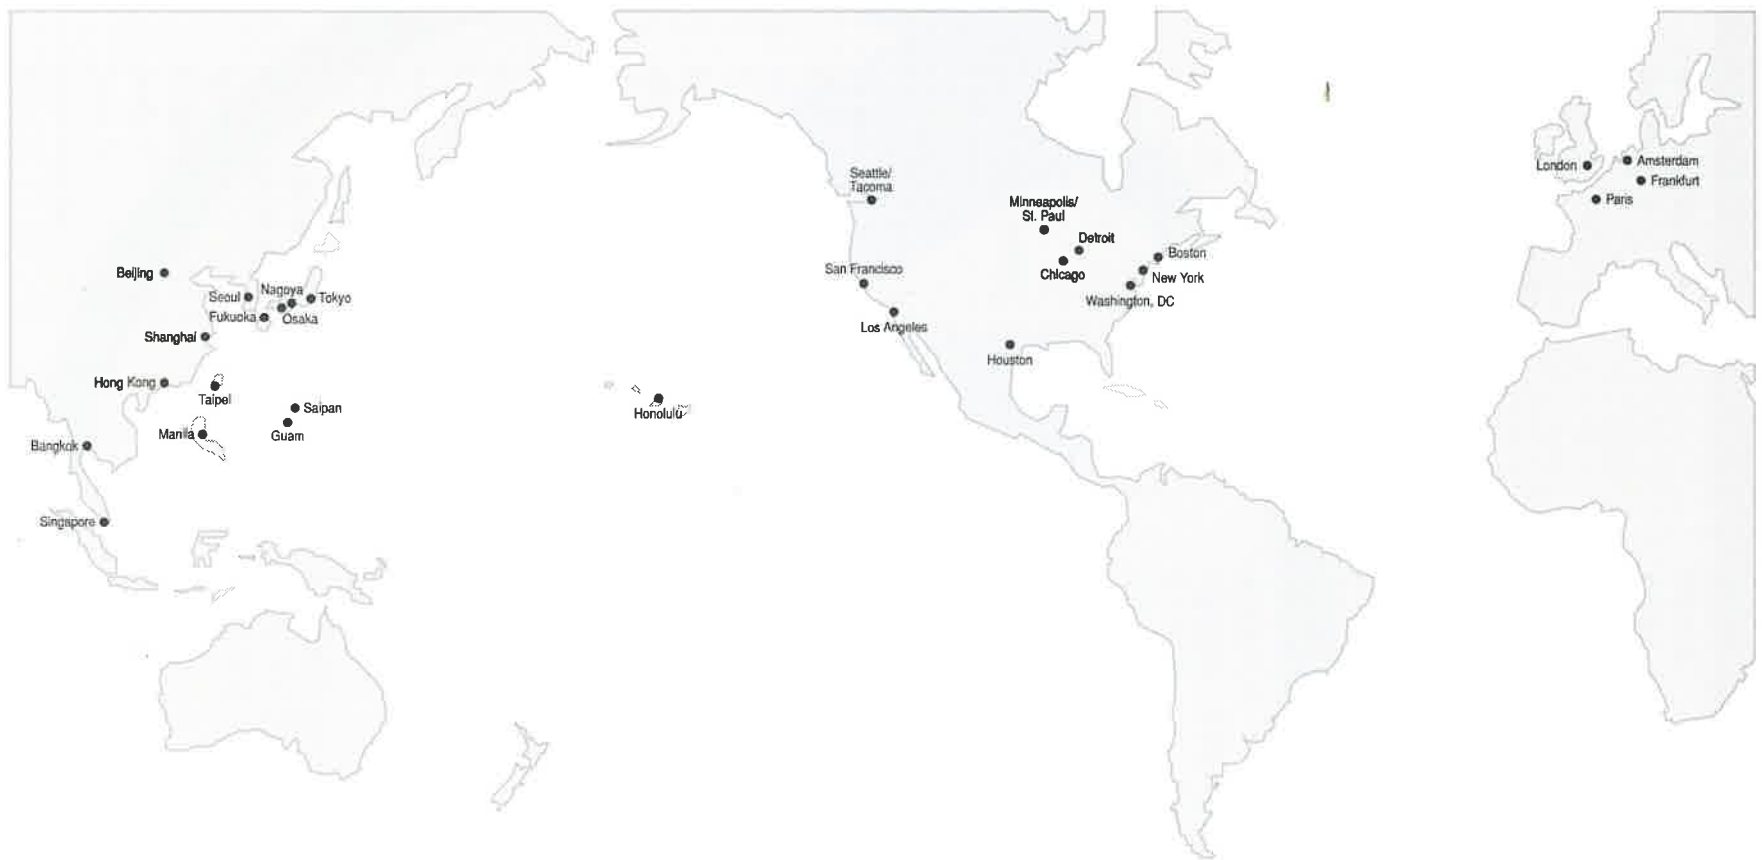 Seattle/
Tacoma
Minneapolis/
St. Paul
Detroit
Chicago
Boston
New York
Washington, DC
San Francisco
Los Angeles
Houston
London
Amsterdam
Frankfurt
Paris
Beijing
Seoul
Nagoya
Tokyo
Fukuoka
Osaka
Shanghai
Hong Kong
Taipei
Saipan
Guam
Manila
Bangkok
Singapore
Honolulu